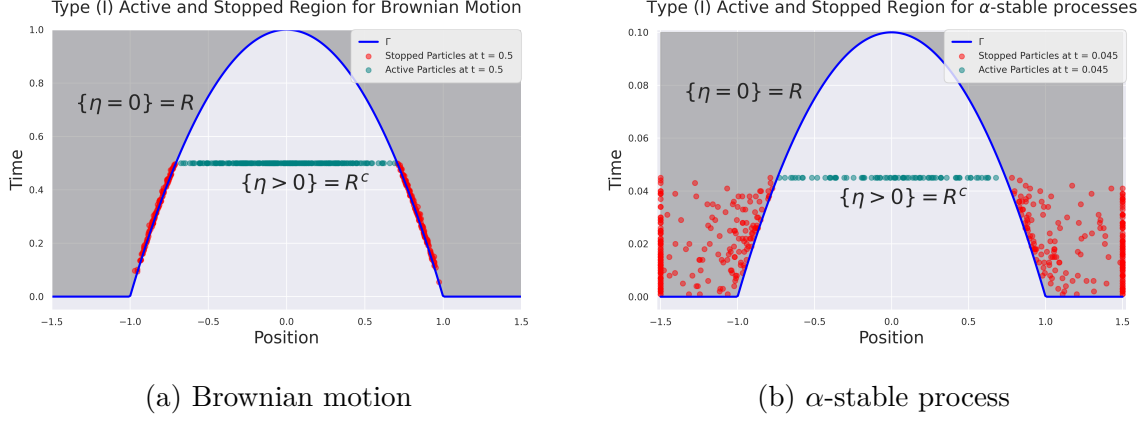 Type (I) Active and Stopped Region for Brownian Motion
Γ
Stopped Particles at t = 0.5
Active Particles at t = 0.5
{η = 0} = R
{η > 0} = R^c
Time
1.0
0.8
0.6
0.4
0.2
0.0
−1.5 −1.0 −0.5 0.0 0.5 1.0 1.5
Position
(a) Brownian motion
Type (I) Active and Stopped Region for α-stable processes
Γ
Stopped Particles at t = 0.045
Active Particles at t = 0.045
{η = 0} = R
{η > 0} = R^c
Time
0.10
0.08
0.06
0.04
0.02
0.00
−1.5 −1.0 −0.5 0.0 0.5 1.0 1.5
Position
(b) α-stable process